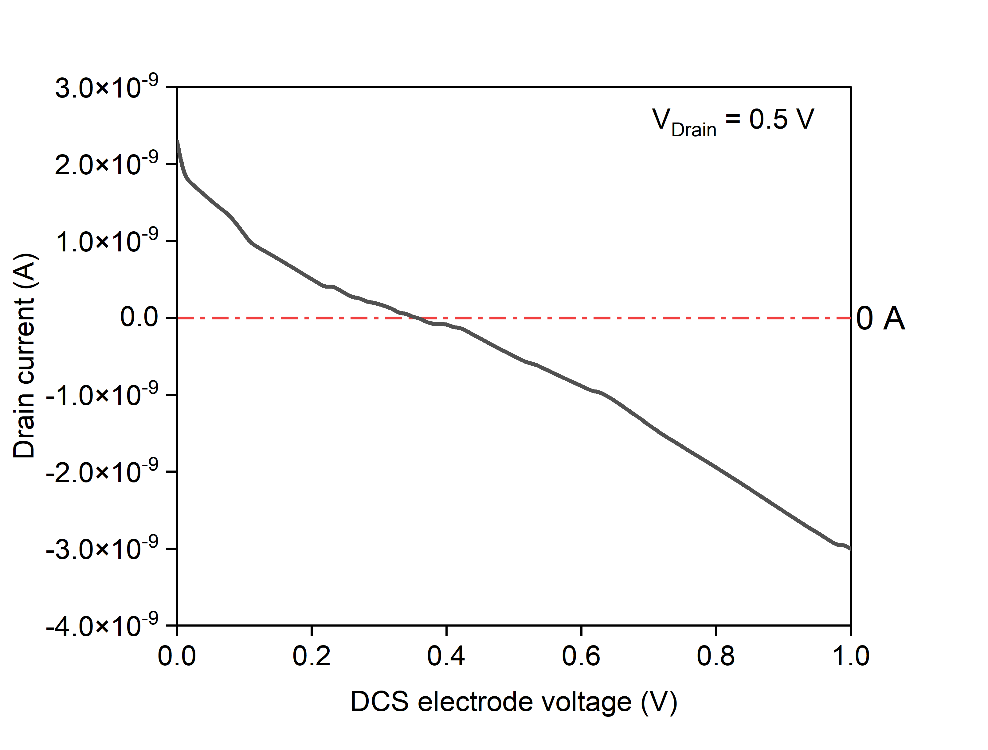 V_Drain = 0.5 V
3.0×10⁻⁹
2.0×10⁻⁹
1.0×10⁻⁹
0.0
-1.0×10⁻⁹
-2.0×10⁻⁹
-3.0×10⁻⁹
-4.0×10⁻⁹
Drain current (A)
0 A
0.0 0.2 0.4 0.6 0.8 1.0
DCS electrode voltage (V)